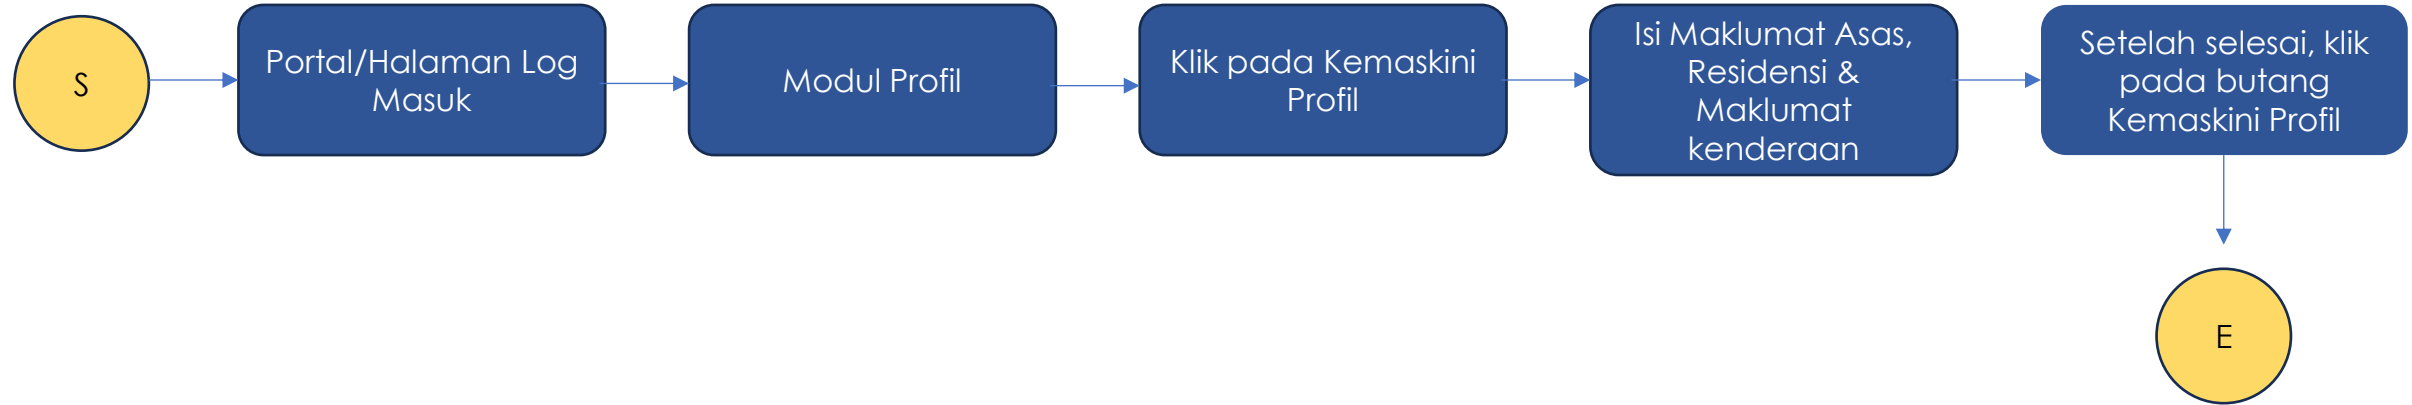 S
Portal/Halaman Log
Masuk
Modul Profil
Klik pada Kemaskini
Profil
Isi Maklumat Asas,
Residensi &
Maklumat
kenderaan
Setelah selesai, klik
pada butang
Kemaskini Profil
E